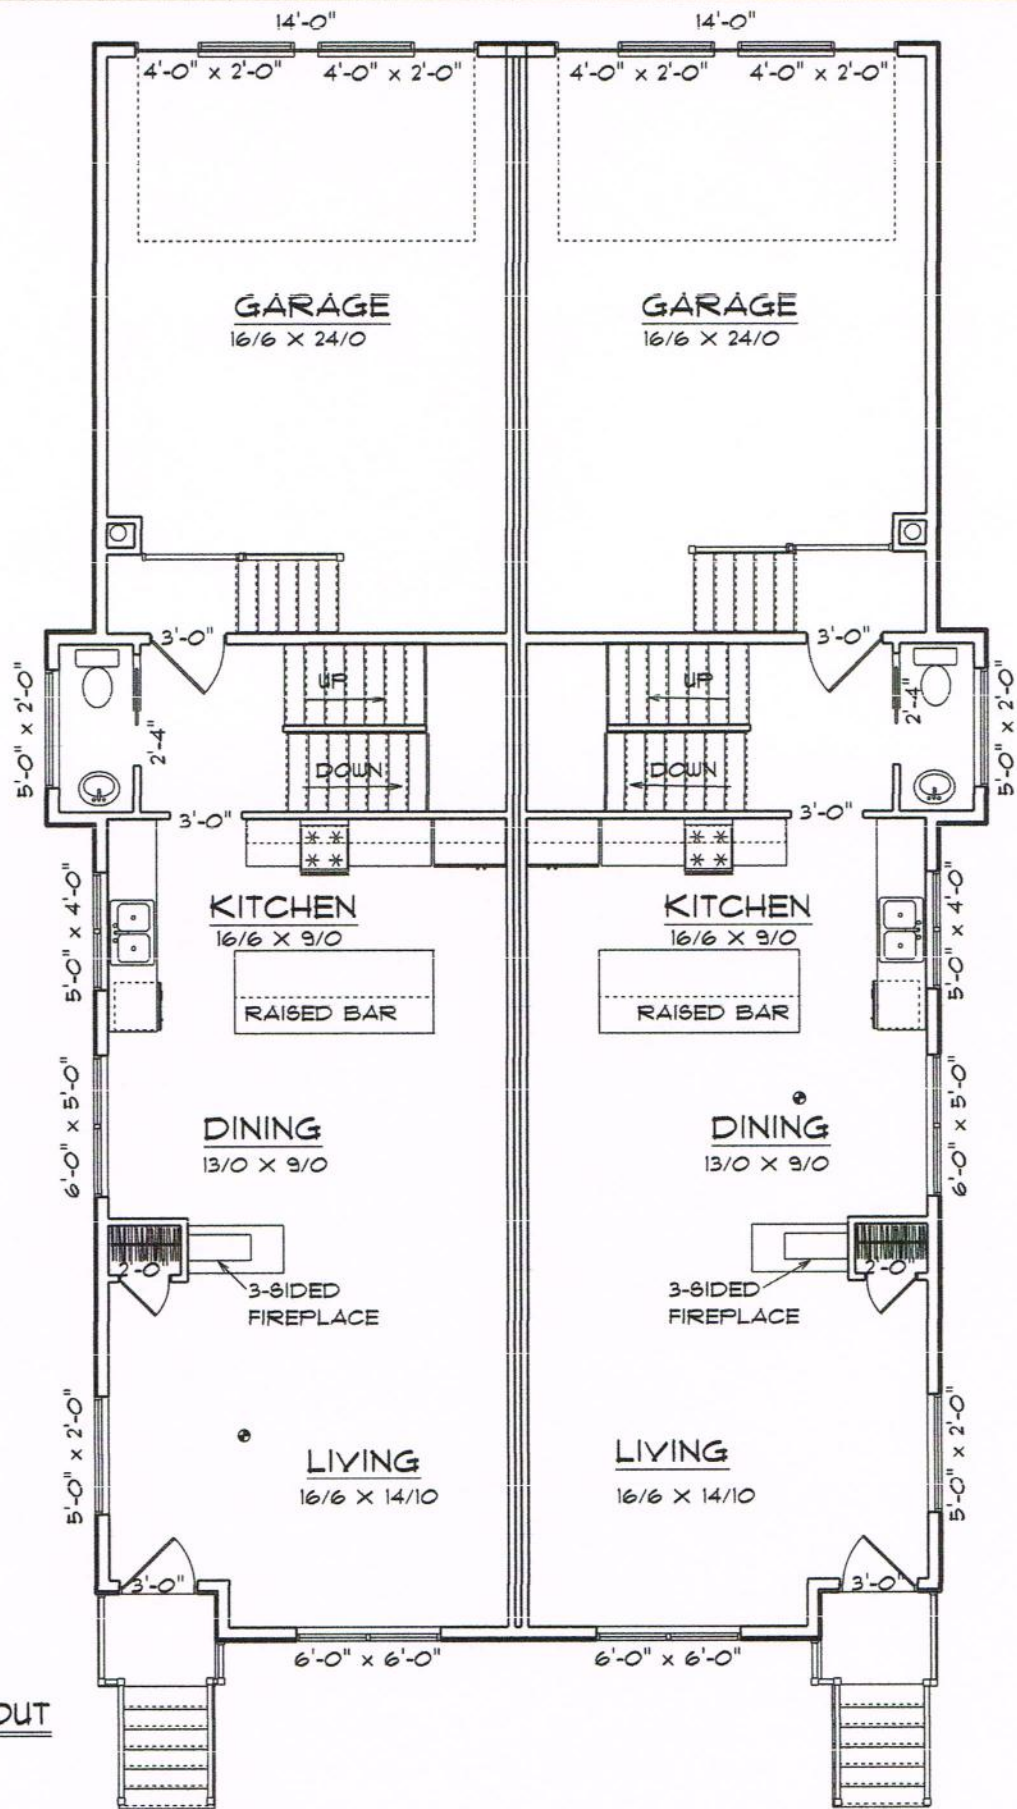 14'-0" 14'-0"
4'-0" x 2'-0" 4'-0" x 2'-0" 4'-0" x 2'-0" 4'-0" x 2'-0"
GARAGE GARAGE
16/6 X 24/0 16/6 X 24/0
3'-0" 3'-0"
5'-0" x 2'-0" 2'-4" UP UP 2'-4" 5'-0" x 2'-0"
DOWN DOWN
3'-0" 3'-0"
5'-0" x 4'-0" KITCHEN KITCHEN 5'-0" x 4'-0"
16/6 X 9/0 16/6 X 9/0
RAISED BAR RAISED BAR
6'-0" x 5'-0" DINING DINING 6'-0" x 5'-0"
13/0 X 9/0 13/0 X 9/0
2'-0" 2'-0"
3-SIDED 3-SIDED
FIREPLACE FIREPLACE
5'-0" x 2'-0" LIVING LIVING 5'-0" x 2'-0"
16/6 X 14/10 16/6 X 14/10
3'-0" 3'-0"
6'-0" x 6'-0" 6'-0" x 6'-0"
OUT